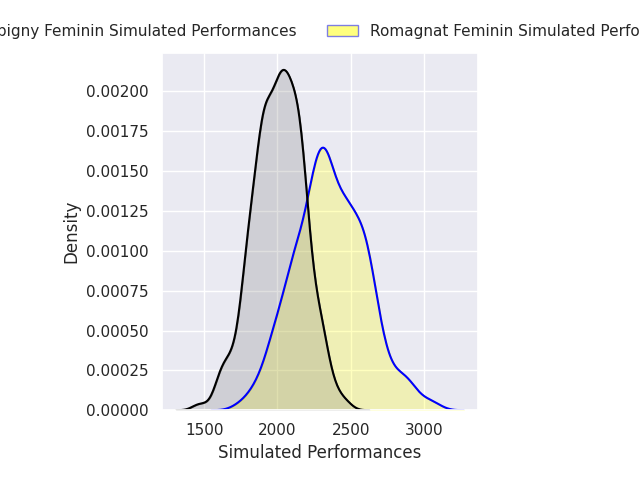 bigny Feminin Simulated Performances
Romagnat Feminin Simulated Perfo
0.00200
0.00175
0.00150
0.00125
0.00100
0.00075
0.00050
0.00025
0.00000
Density
1500 2000 2500 3000
Simulated Performances